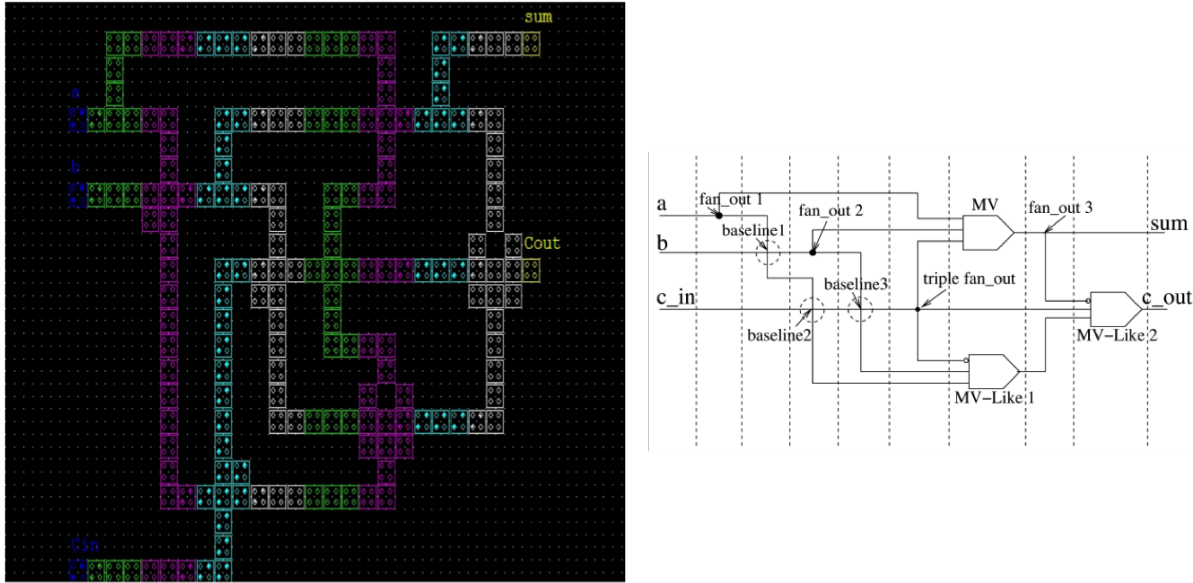 sum
a
b
Cout
Cin
a
fan_out 1
MV
fan_out 3
fan_out 2
sum
baseline1
b
baseline3
triple fan_out
c_in
c_out
baseline2
MV-Like 2
MV-Like 1